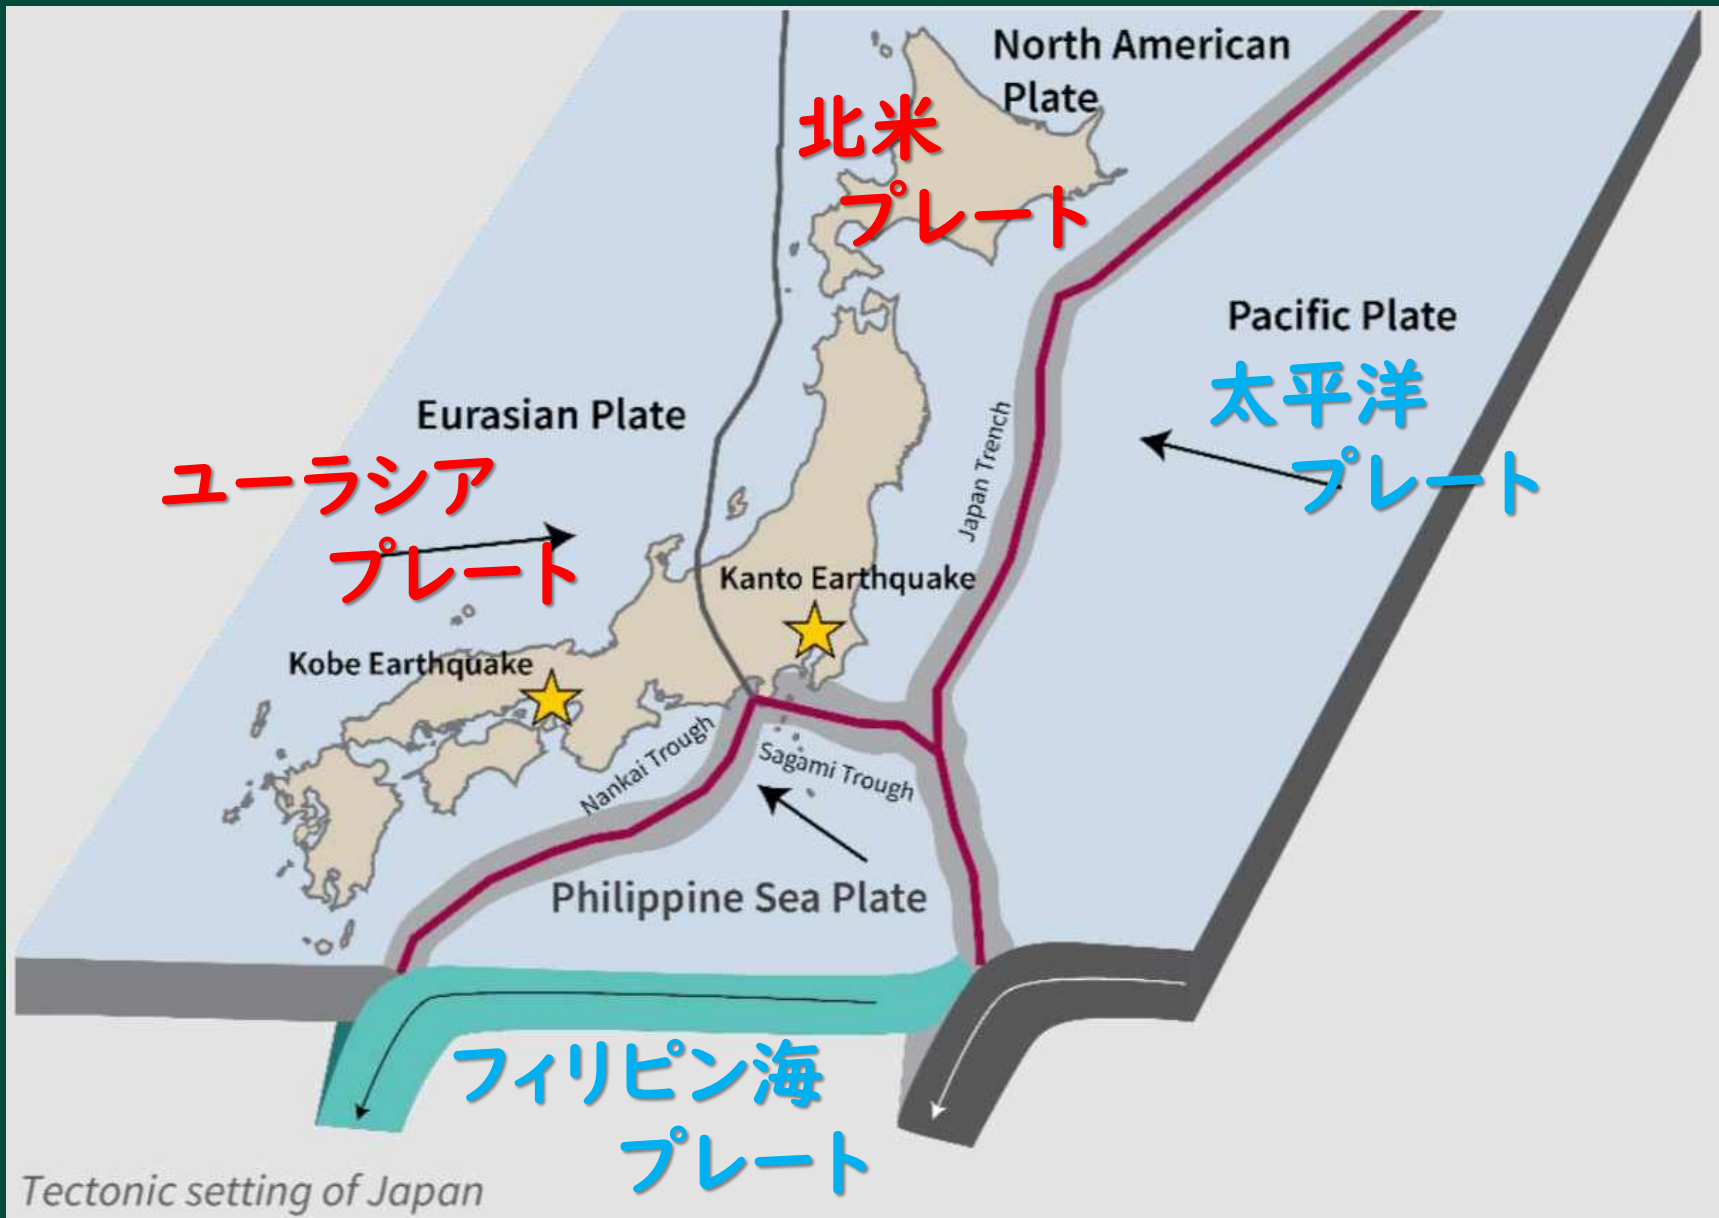 North American
Plate
北米
プレート
Pacific Plate
太平洋
プレート
Eurasian Plate
ユーラシア
プレート
Japan Trench
Kanto Earthquake
Kobe Earthquake
Nankai Trough
Sagami Trough
Philippine Sea Plate
フィリピン海
プレート
Tectonic setting of Japan